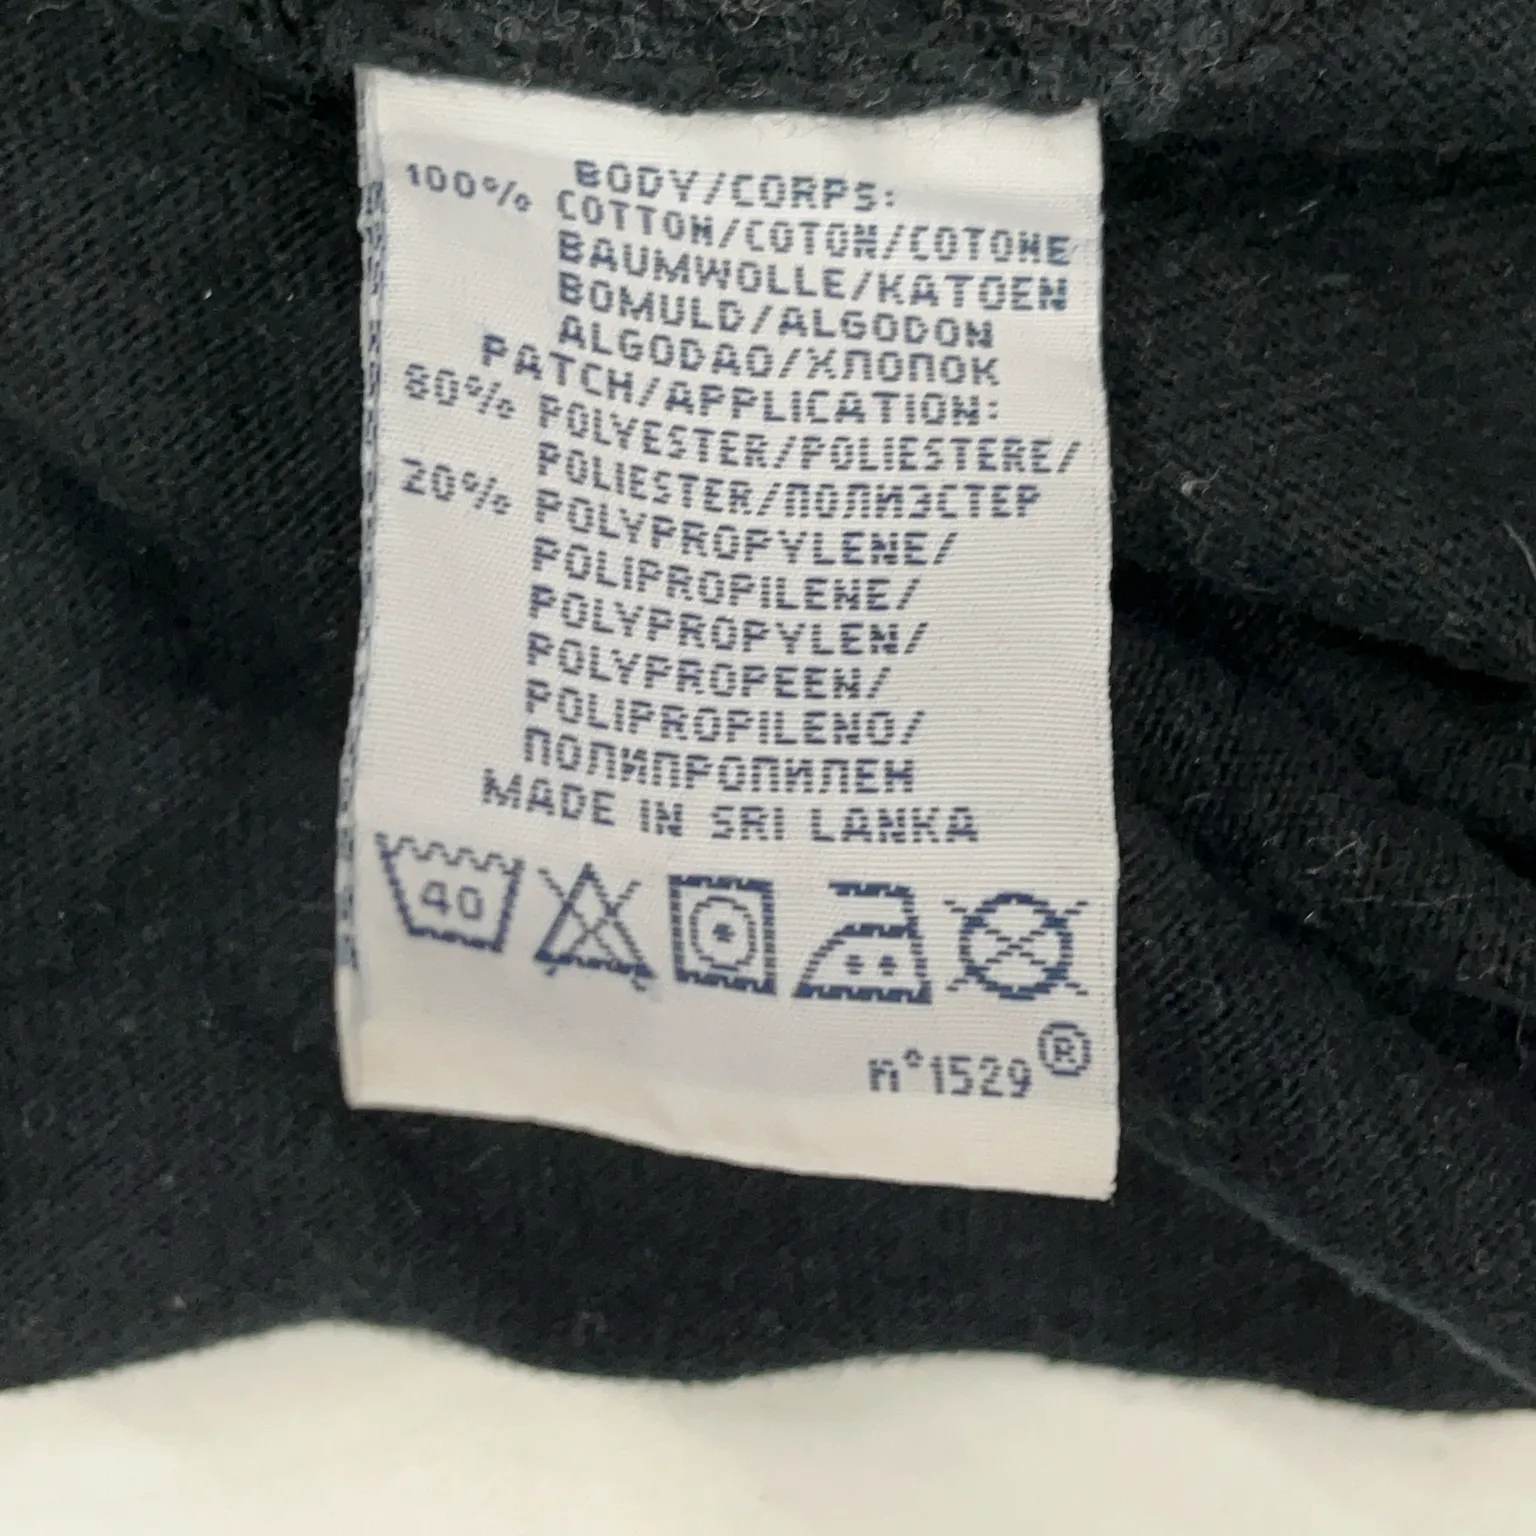 BODY/CORPS:
100% COTTON/COTON/COTONE
BAUMWOLLE/KATOEN
BOMULD/ALGODON
ALGODAO/ХЛОПОК
PATCH/APPLICATION:
80% POLYESTER/POLIESTERE/
POLIESTER/ПОЛИЭСТЕР
20% POLYPROPYLENE/
POLIPROPILENE/
POLYPROPYLEN/
POLYPROPEEN/
POLIPROPILENO/
ПОЛИПРОПИЛЕН
MADE IN SRI LANKA
40
n°1529 ®